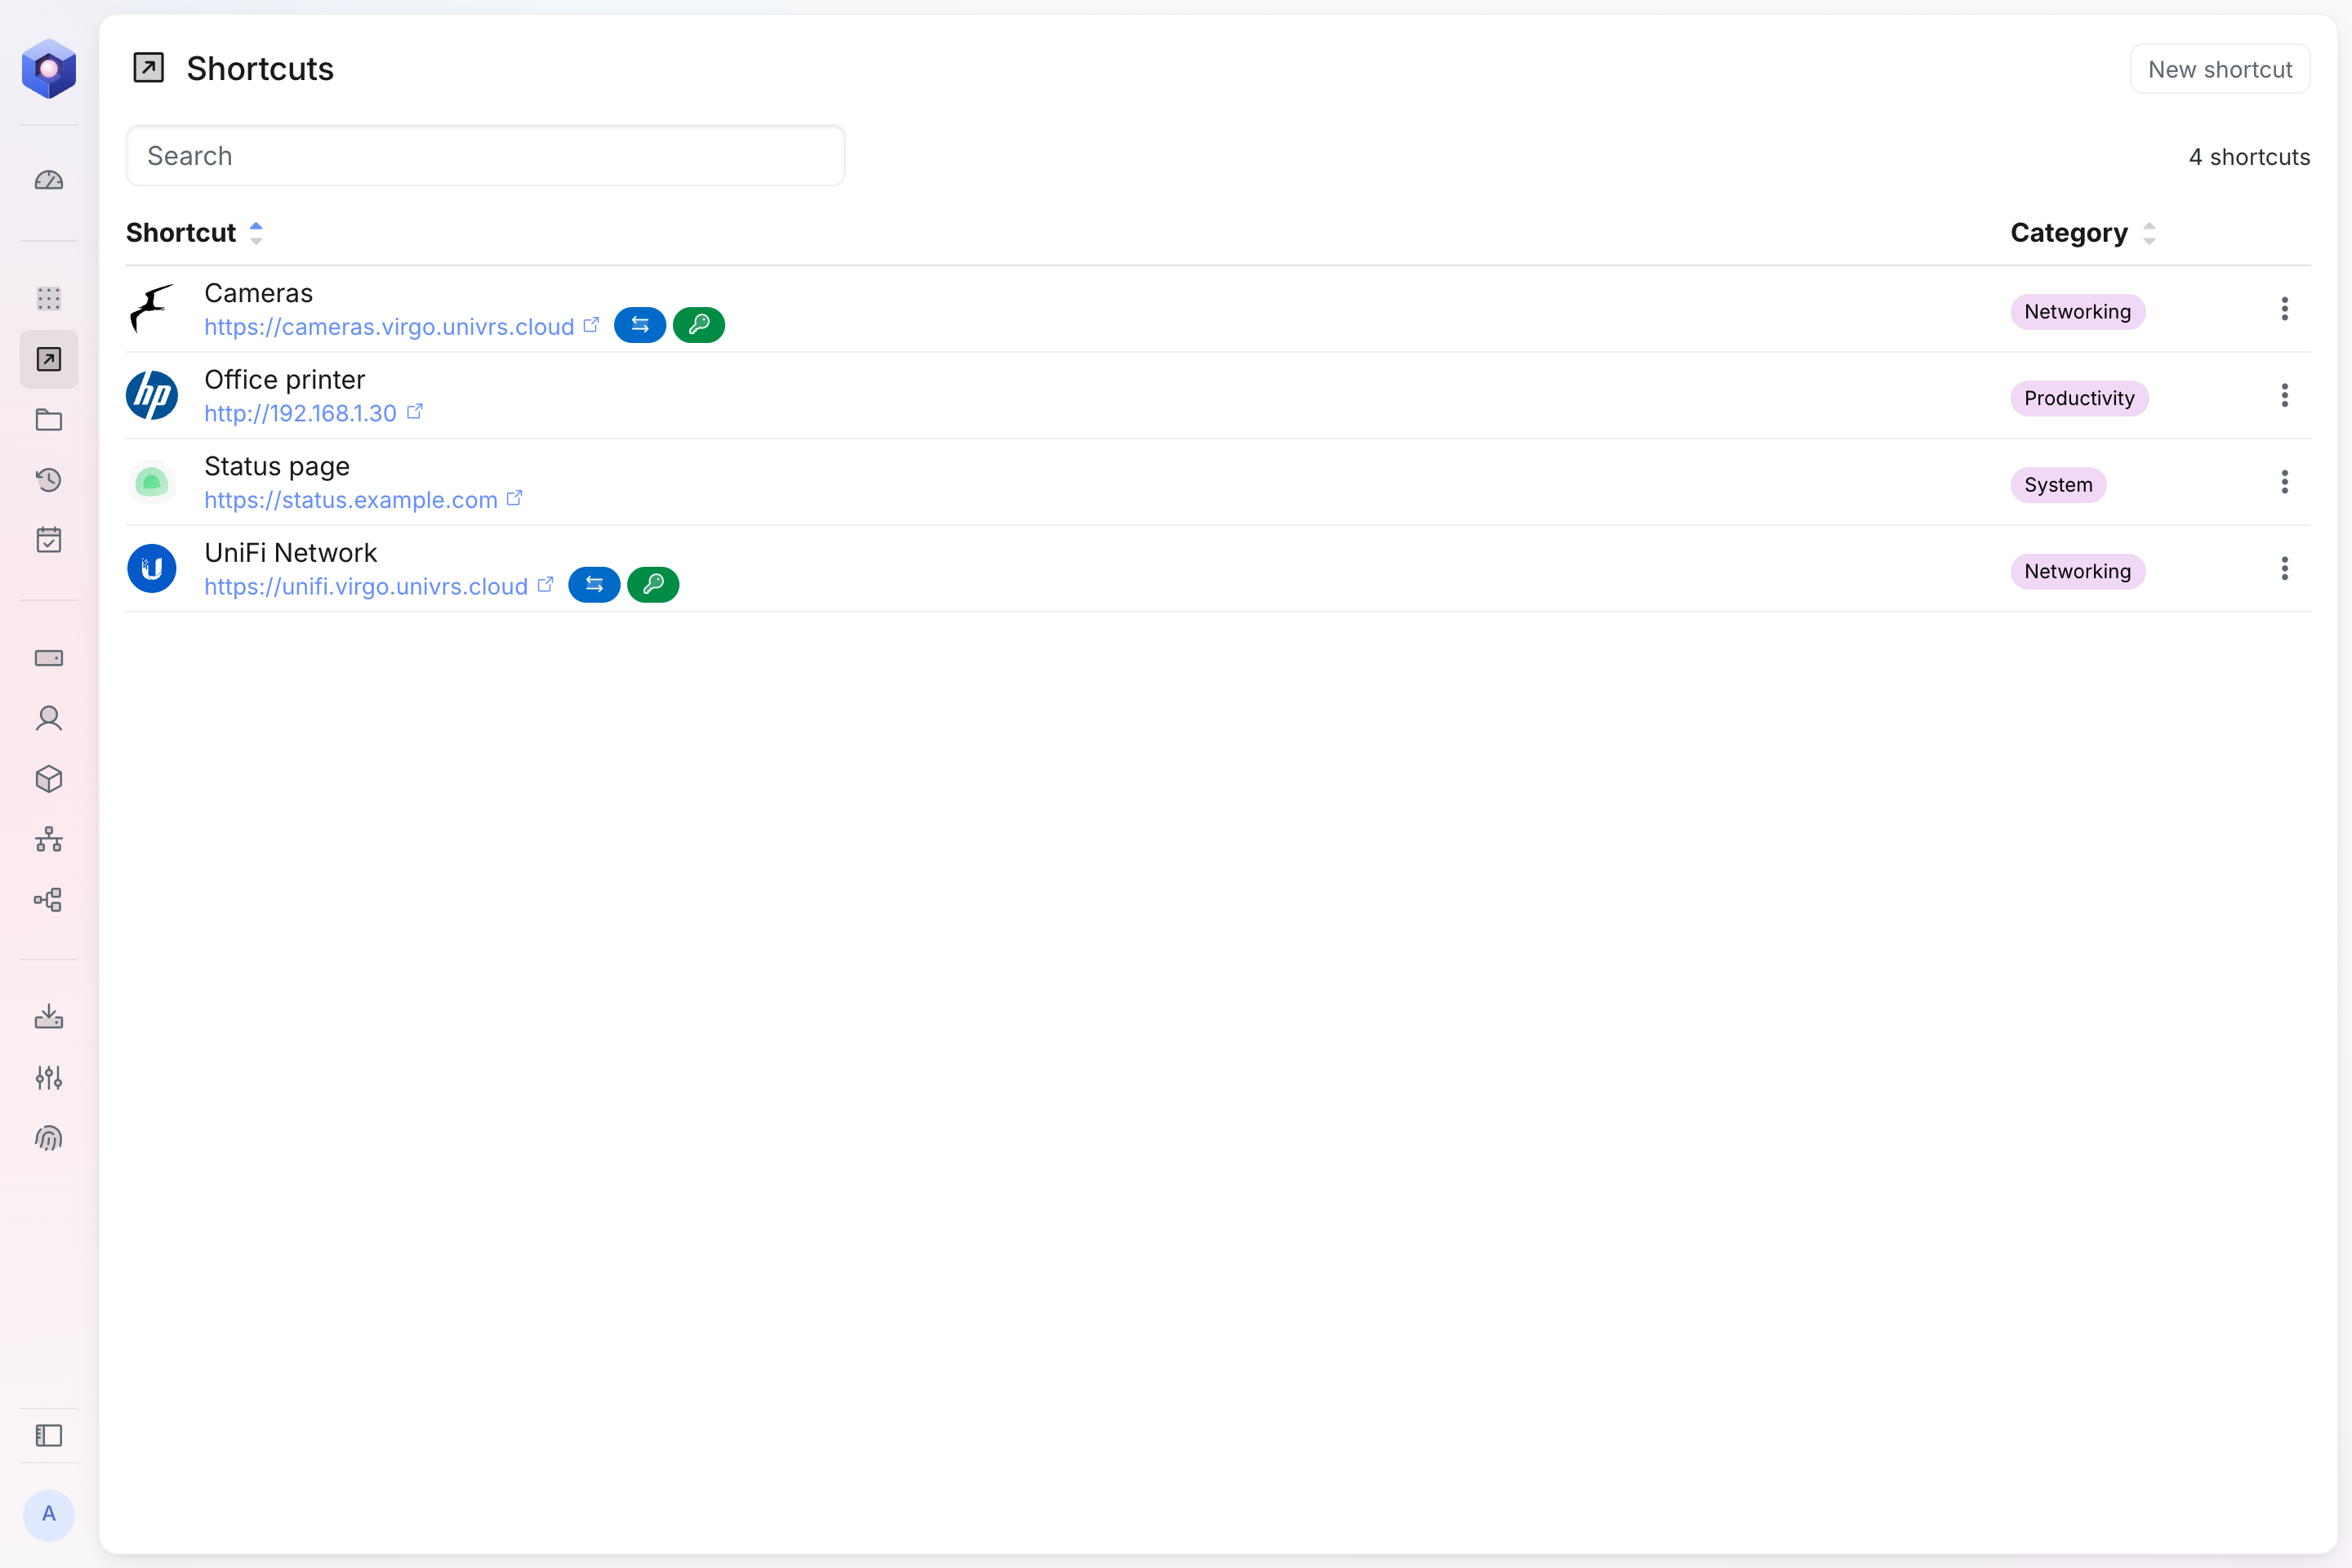 Shortcuts
New shortcut
Search
4 shortcuts
Shortcut
Category
Cameras
https://cameras.virgo.univrs.cloud
Networking
hp
Office printer
http://192.168.1.30
Productivity
Status page
https://status.example.com
System
U
UniFi Network
https://unifi.virgo.univrs.cloud
Networking
A